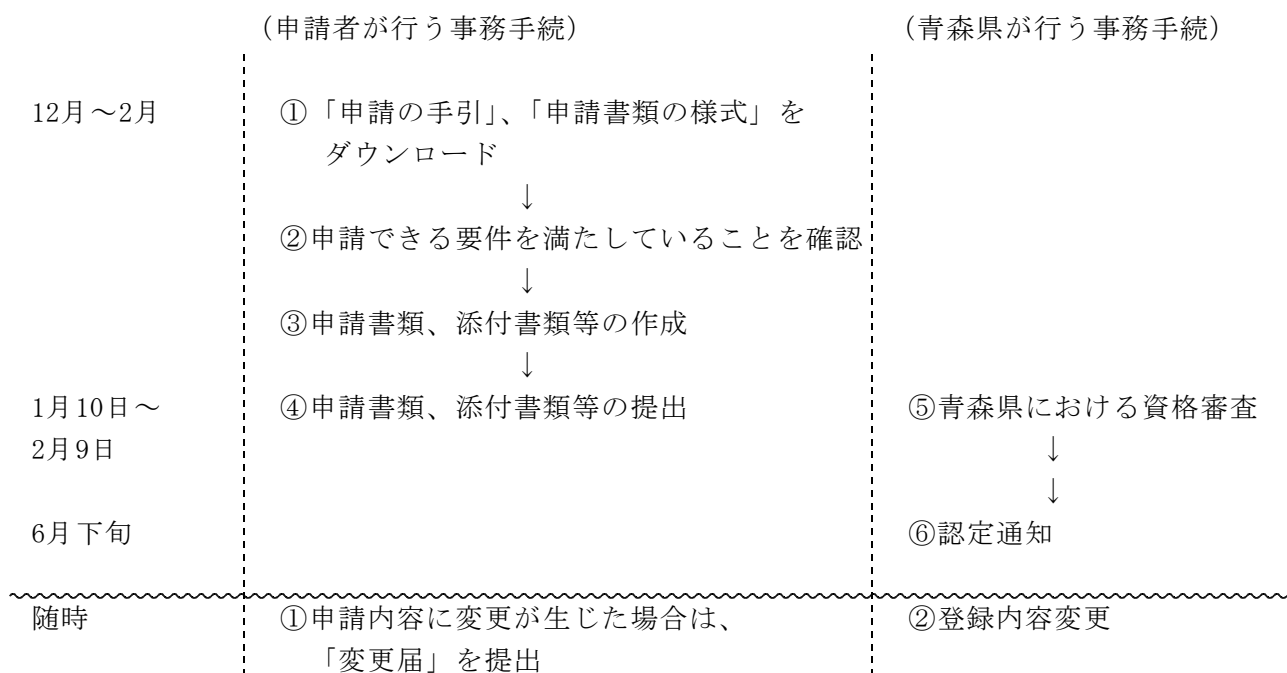 (申請者が行う事務手続) (青森県が行う事務手続)
12月～2月 ①「申請の手引」、「申請書類の様式」を
ダウンロード
↓
②申請できる要件を満たしていることを確認
↓
③申請書類、添付書類等の作成
↓
1月10日～ ④申請書類、添付書類等の提出 ⑤青森県における資格審査
2月9日 ↓
↓
6月下旬 ⑥認定通知
随時 ①申請内容に変更が生じた場合は、 ②登録内容変更
「変更届」を提出